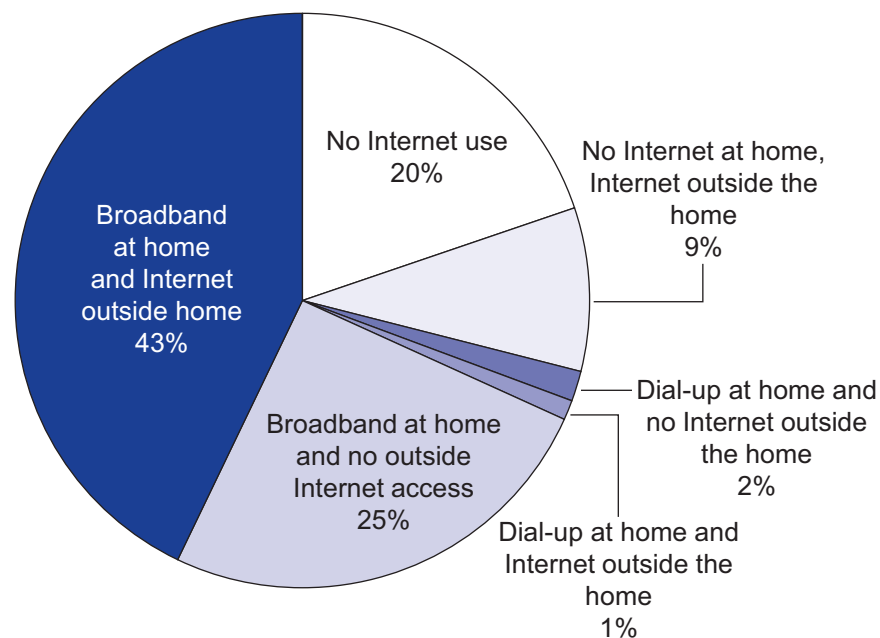 No Internet use
20%
No Internet at home,
Internet outside the
home
9%
Broadband
at home
and Internet
outside home
43%
Dial-up at home and
no Internet outside
the home
2%
Broadband at home
and no outside
Internet access
25%
Dial-up at home and
Internet outside the
home
1%